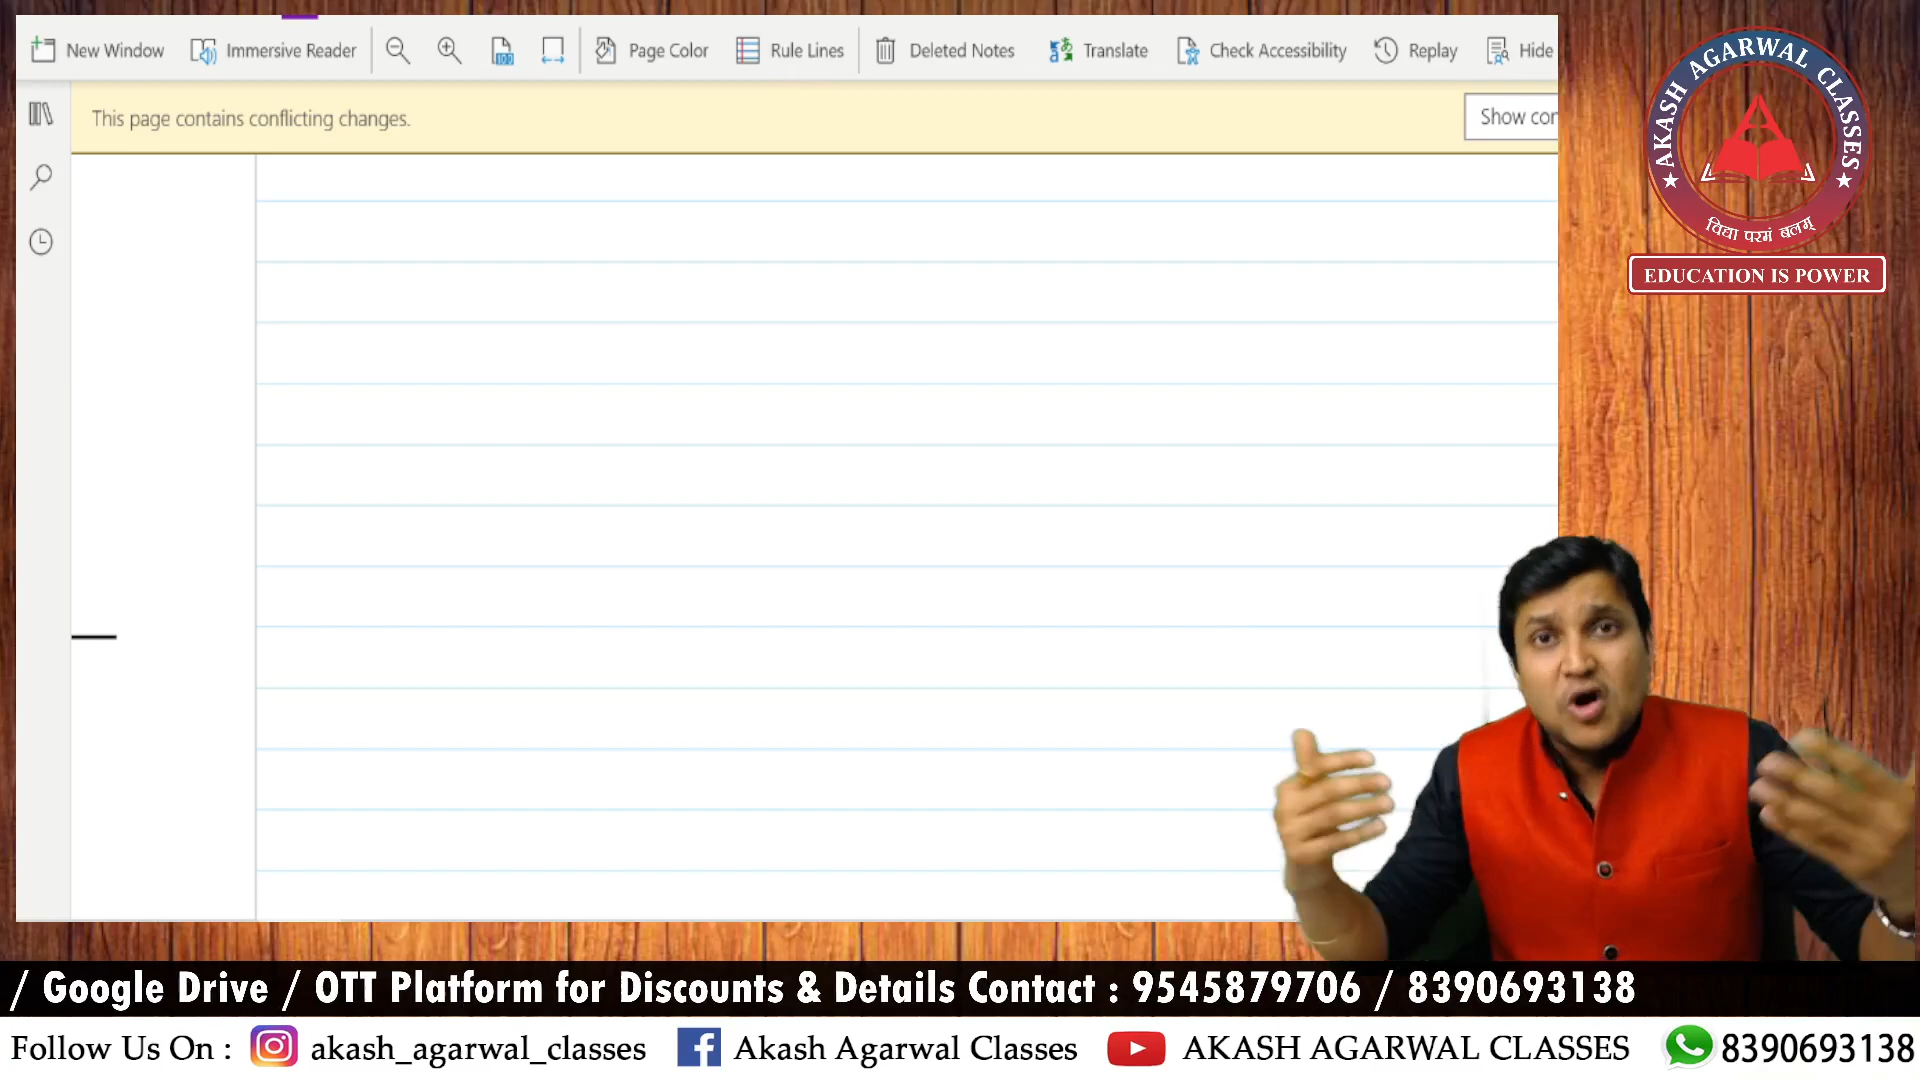 New Window Immersive Reader Page Color Rule Lines Deleted Notes Translate Check Accessibility Replay Hide
This page contains conflicting changes. Show con
AKASH AGARWAL CLASSES
विद्या परमं बलम्
EDUCATION IS POWER
/ Google Drive / OTT Platform for Discounts & Details Contact : 9545879706 / 8390693138
Follow Us On : akash_agarwal_classes Akash Agarwal Classes AKASH AGARWAL CLASSES 8390693138